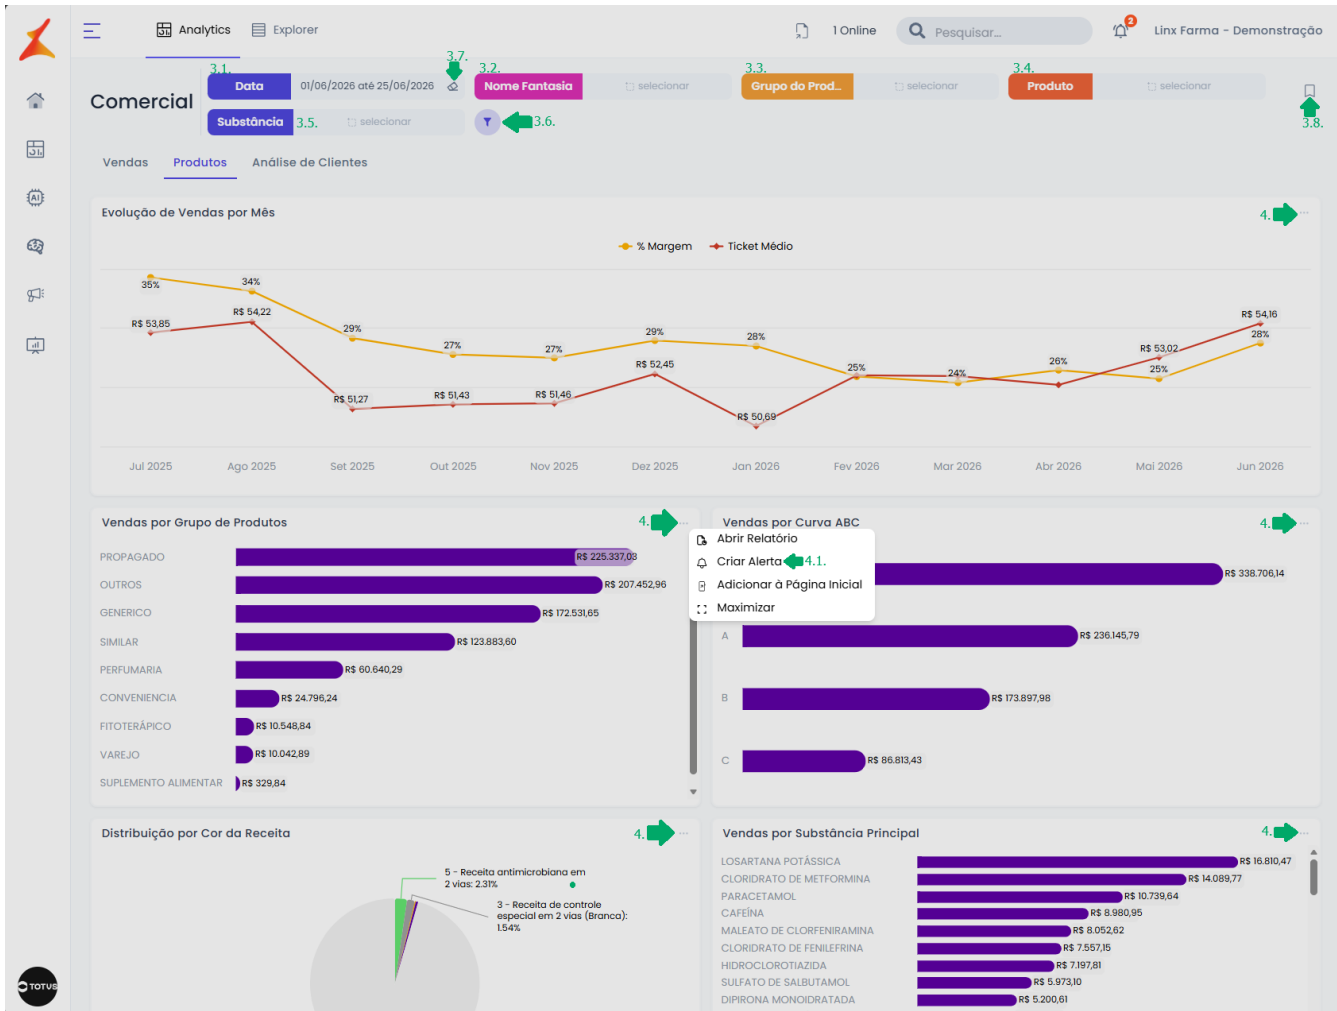 Analytics
Explorer
1 Online
Pesquisar...
2
Linx Farma - Demonstração
Comercial
3.1.
Data
01/06/2026 até 25/06/2026
3.7.
3.2.
Nome Fantasia
selecionar
3.3.
Grupo do Prod...
selecionar
3.4.
Produto
selecionar
3.8.
Substância
3.5.
selecionar
3.6.
Vendas
Produtos
Análise de Clientes
AI
Evolução de Vendas por Mês
4.
% Margem
Ticket Médio
35%
34%
29%
27%
27%
29%
28%
25%
24%
26%
25%
28%
R$ 53,85
R$ 54,22
R$ 51,27
R$ 51,43
R$ 51,46
R$ 52,45
R$ 50,69
R$ 53,02
R$ 54,16
Jul 2025
Ago 2025
Set 2025
Out 2025
Nov 2025
Dez 2025
Jan 2026
Fev 2026
Mar 2026
Abr 2026
Mai 2026
Jun 2026
Vendas por Grupo de Produtos
4.
PROPAGADO
R$ 225.337,03
OUTROS
R$ 207.452,96
GENERICO
R$ 172.531,65
SIMILAR
R$ 123.883,60
PERFUMARIA
R$ 60.640,29
CONVENIENCIA
R$ 24.796,24
FITOTERÁPICO
R$ 10.548,84
VAREJO
R$ 10.042,89
SUPLEMENTO ALIMENTAR
R$ 329,84
Abrir Relatório
Criar Alerta
4.1.
Adicionar à Página Inicial
Maximizar
Vendas por Curva ABC
4.
R$ 338.706,14
A
R$ 236.145,79
B
R$ 173.897,98
C
R$ 86.813,43
Distribuição por Cor da Receita
4.
5 - Receita antimicrobiana em
2 vias: 2.31%
3 - Receita de controle
especial em 2 vias (Branca):
1.54%
Vendas por Substância Principal
4.
LOSARTANA POTÁSSICA
R$ 16.810,47
CLORIDRATO DE METFORMINA
R$ 14.089,77
PARACETAMOL
R$ 10.739,64
CAFEÍNA
R$ 8.980,95
MALEATO DE CLORFENIRAMINA
R$ 8.052,62
CLORIDRATO DE FENILEFRINA
R$ 7.557,15
HIDROCLOROTIAZIDA
R$ 7.197,81
SULFATO DE SALBUTAMOL
R$ 5.973,10
DIPIRONA MONOIDRATADA
R$ 5.200,61
TOTVS